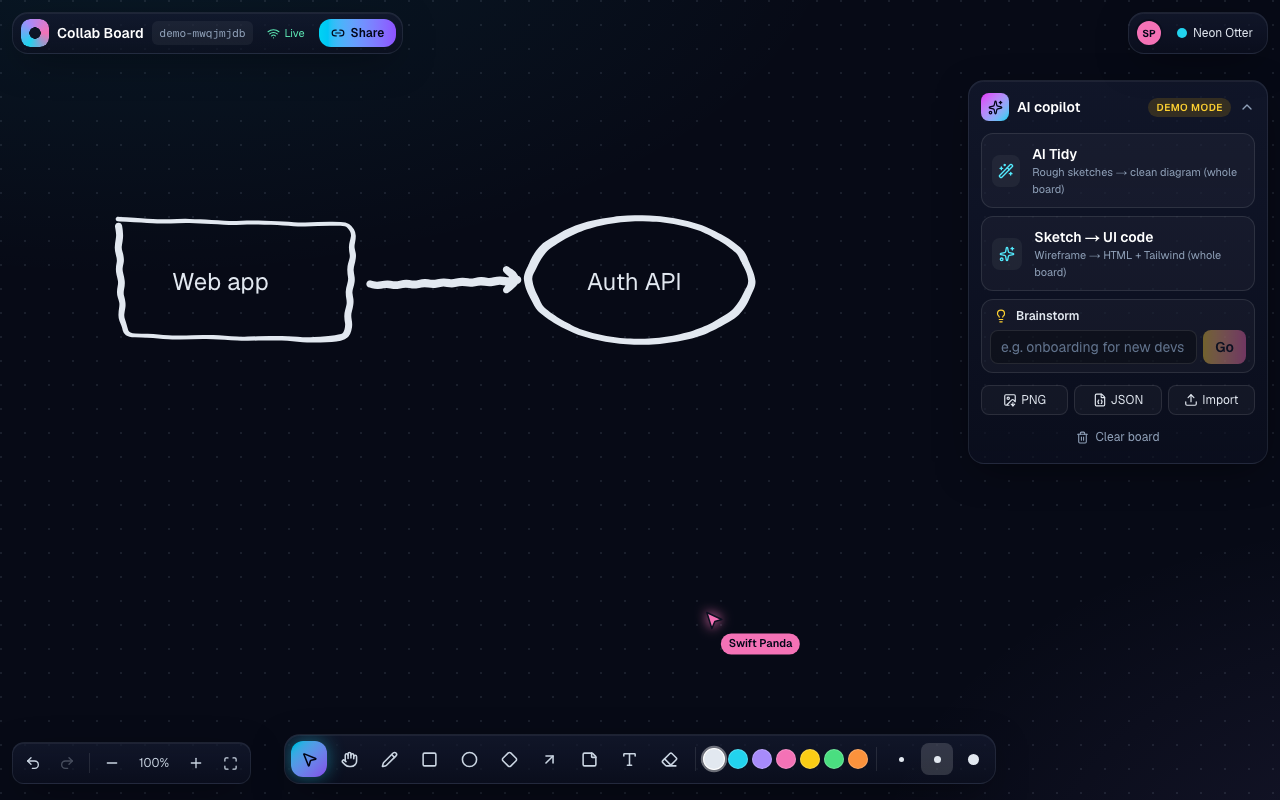 Collab Board demo-mwqjmjdb Live Share
SP Neon Otter
AI copilot DEMO MODE
AI Tidy
Rough sketches → clean diagram (whole
board)
Sketch → UI code
Wireframe → HTML + Tailwind (whole
board)
Brainstorm
e.g. onboarding for new devs Go
PNG JSON Import
Clear board
Web app
Auth API
Swift Panda
100%